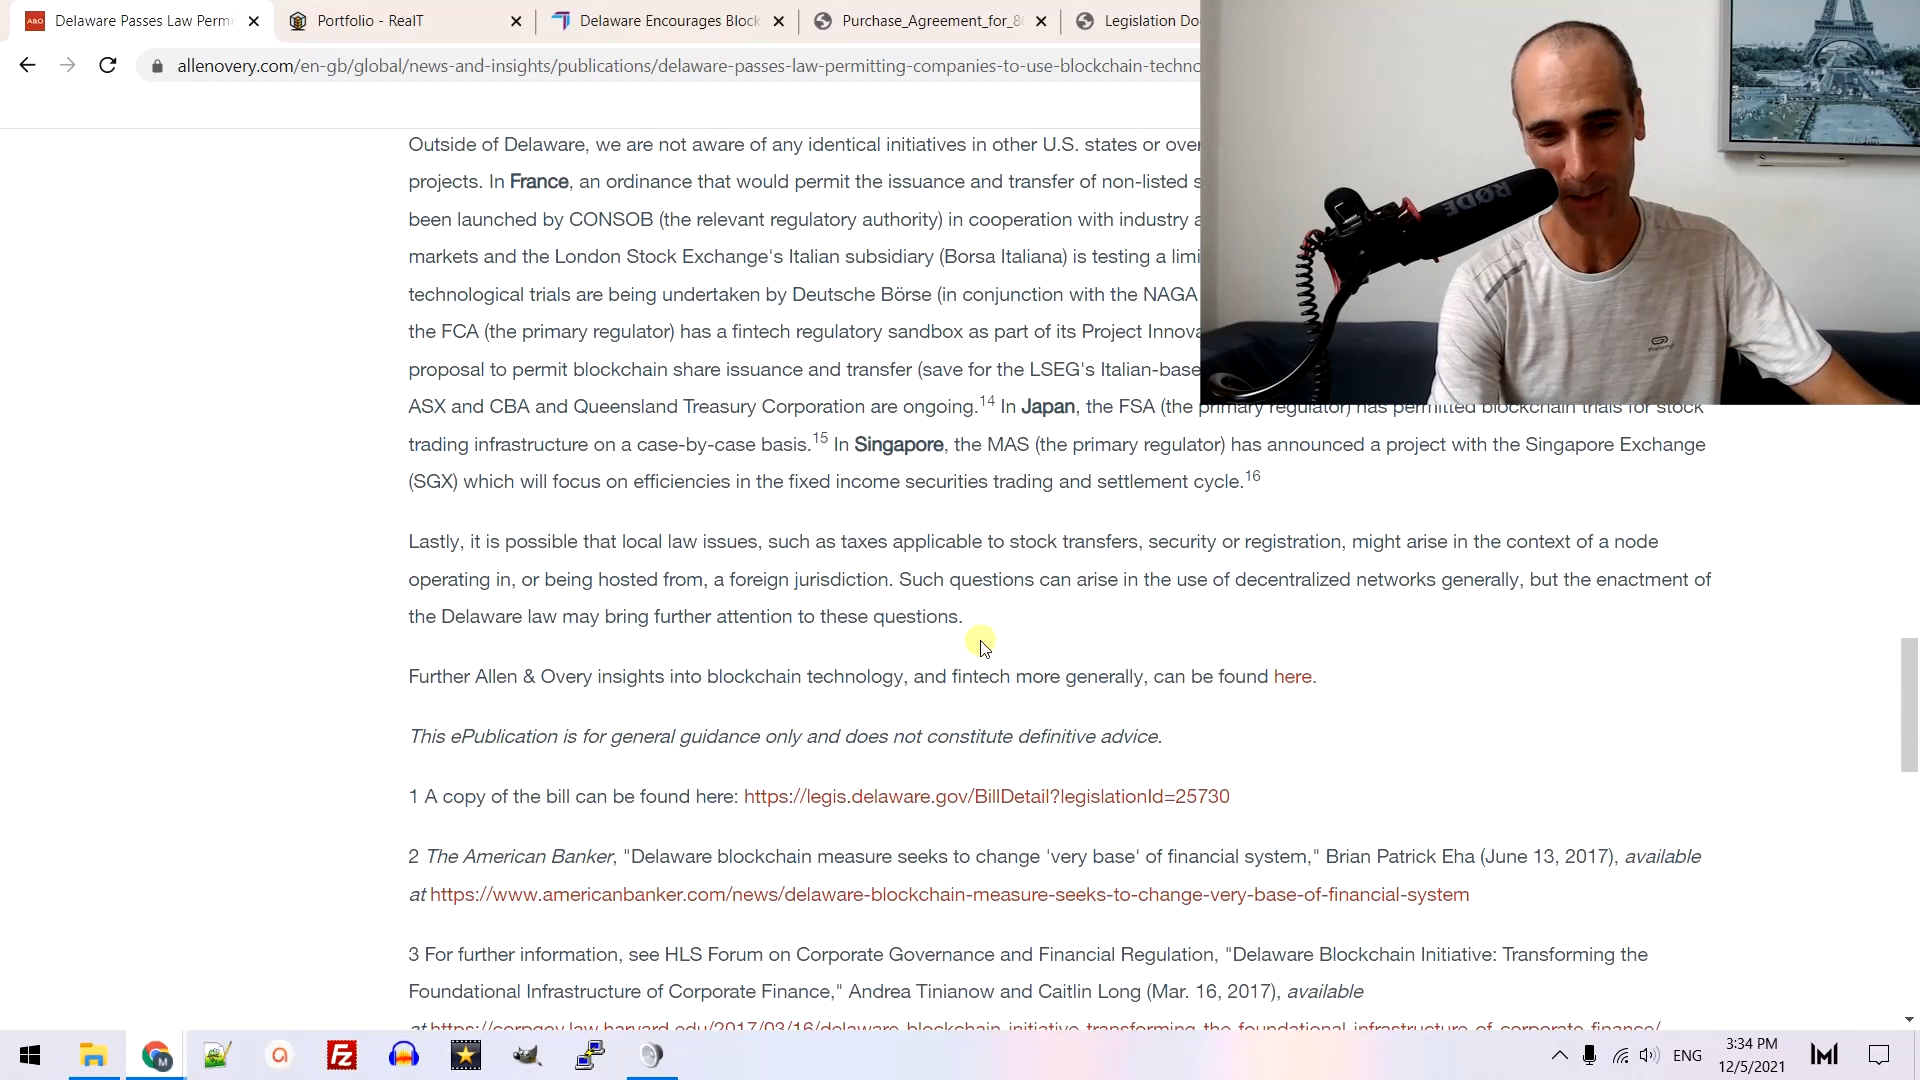 Delaware Passes Law Permi
Portfolio - RealT
Delaware Encourages Block
Purchase_Agreement_for_8
Legislation Do
allenovery.com/en-gb/global/news-and-insights/publications/delaware-passes-law-permitting-companies-to-use-blockchain-techno
Outside of Delaware, we are not aware of any identical initiatives in other U.S. states or over
projects. In France, an ordinance that would permit the issuance and transfer of non-listed s
been launched by CONSOB (the relevant regulatory authority) in cooperation with industry a
markets and the London Stock Exchange's Italian subsidiary (Borsa Italiana) is testing a limi
technological trials are being undertaken by Deutsche Börse (in conjunction with the NAGA
the FCA (the primary regulator) has a fintech regulatory sandbox as part of its Project Innova
proposal to permit blockchain share issuance and transfer (save for the LSEG's Italian-base
ASX and CBA and Queensland Treasury Corporation are ongoing.14 In Japan, the FSA (the primary regulator) has permitted blockchain trials for stock
trading infrastructure on a case-by-case basis.15 In Singapore, the MAS (the primary regulator) has announced a project with the Singapore Exchange
(SGX) which will focus on efficiencies in the fixed income securities trading and settlement cycle.16
Lastly, it is possible that local law issues, such as taxes applicable to stock transfers, security or registration, might arise in the context of a node
operating in, or being hosted from, a foreign jurisdiction. Such questions can arise in the use of decentralized networks generally, but the enactment of
the Delaware law may bring further attention to these questions.
Further Allen & Overy insights into blockchain technology, and fintech more generally, can be found here.
This ePublication is for general guidance only and does not constitute definitive advice.
1 A copy of the bill can be found here: https://legis.delaware.gov/BillDetail?legislationId=25730
2 The American Banker, "Delaware blockchain measure seeks to change 'very base' of financial system," Brian Patrick Eha (June 13, 2017), available
at https://www.americanbanker.com/news/delaware-blockchain-measure-seeks-to-change-very-base-of-financial-system
3 For further information, see HLS Forum on Corporate Governance and Financial Regulation, "Delaware Blockchain Initiative: Transforming the
Foundational Infrastructure of Corporate Finance," Andrea Tinianow and Caitlin Long (Mar. 16, 2017), available
at https://corpgov.law.harvard.edu/2017/03/16/delaware-blockchain-initiative-transforming-the-foundational-infrastructure-of-corporate-finance/
A&O
RØDE
ENG
3:34 PM
12/5/2021